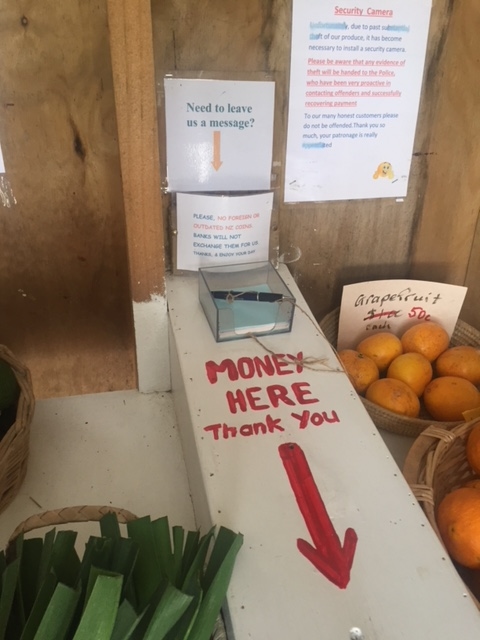 Security Camera
Unfortunately, due to past
theft of our produce, it has become
necessary to install a security camera.
Please be aware that any evidence of
theft will be handed to the Police,
who have been very proactive in
contacting offenders and successfully
recovering payment
To our many honest customers please
do not be offended.Thank you so
much, your patronage is really
Need to leave
us a message?
PLEASE, NO FOREIGN OR
OUTDATED NZ COINS.
BANKS WILL NOT
EXCHANGE THEM FOR US.
THANKS, & ENJOY YOUR DAY.
Grapefruit
50c
each
MONEY
HERE
Thank You